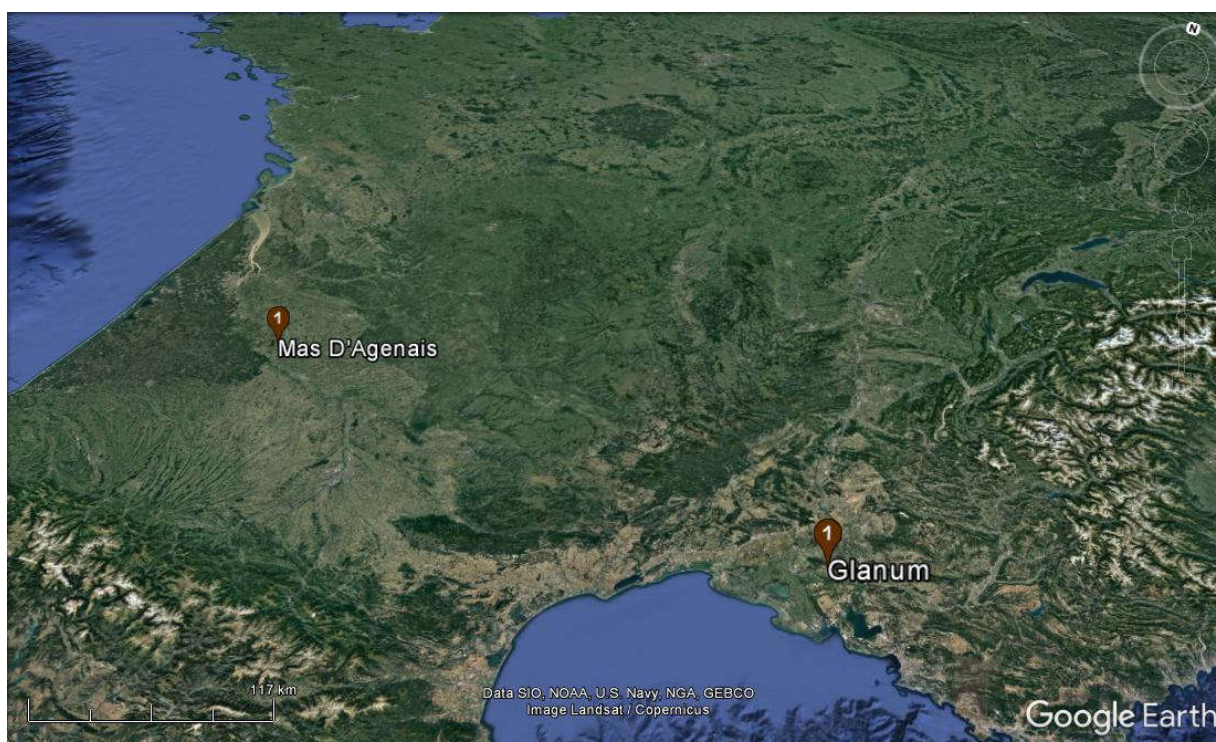 N
1
Mas D'Agenais
1
Glanum
117 km
Data SIO, NOAA, U.S. Navy, NGA, GEBCO
Image Landsat / Copernicus
Google Earth